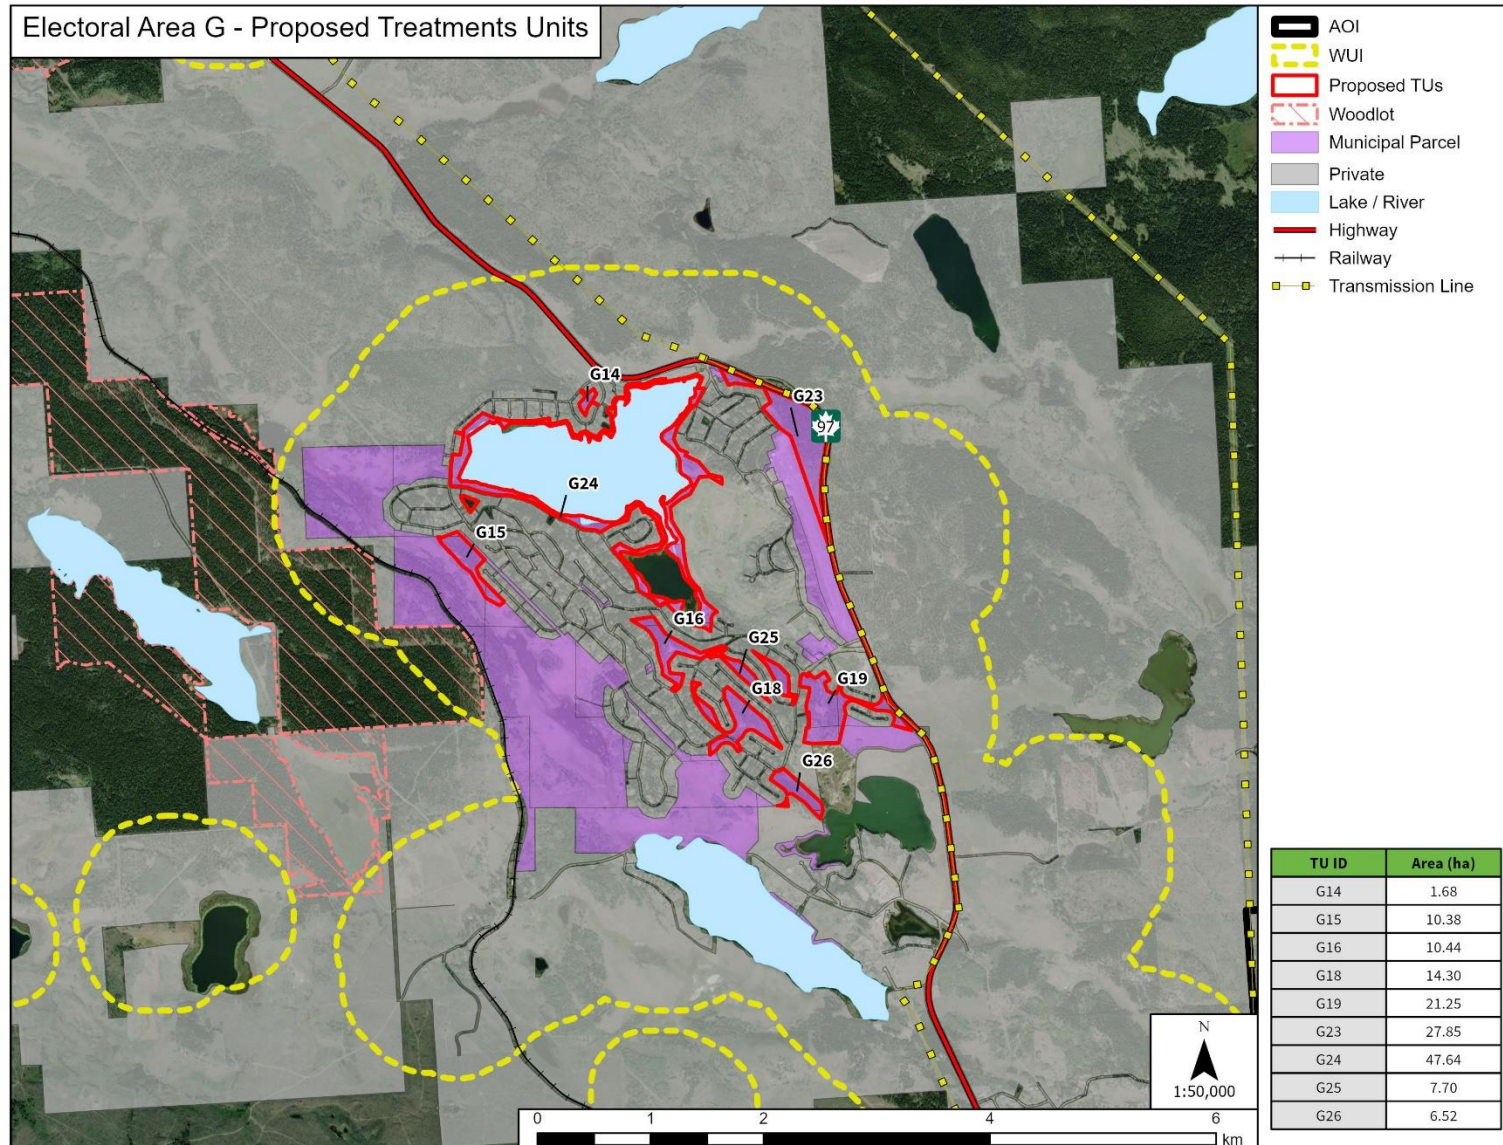 Electoral Area G - Proposed Treatments Units
AOI
WUI
Proposed TUs
Woodlot
Municipal Parcel
Private
Lake / River
Highway
Railway
Transmission Line
G14
G23
97
G24
G15
G16
G25
G18
G19
G26
TU ID Area (ha)
G14 1.68
G15 10.38
G16 10.44
G18 14.30
G19 21.25
G23 27.85
G24 47.64
G25 7.70
G26 6.52
N
1:50,000
0 1 2 4 6
km